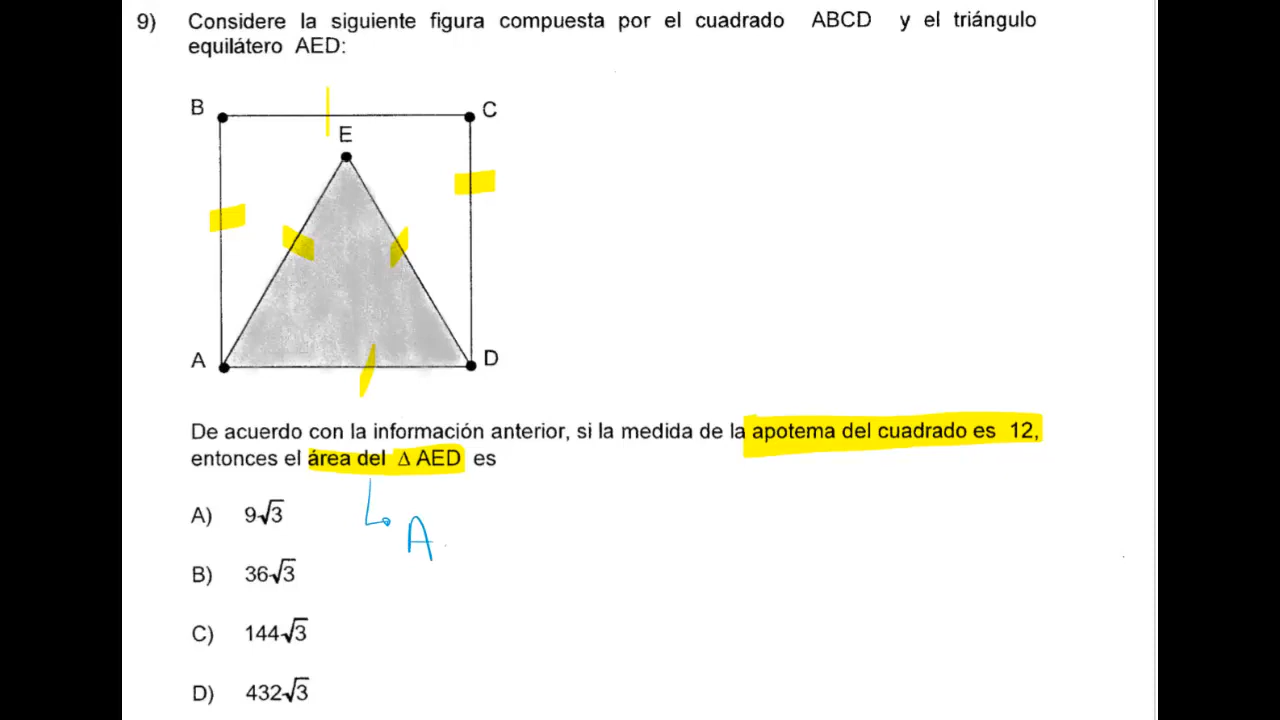 9) Considere la siguiente figura compuesta por el cuadrado ABCD y el triángulo
equilátero AED:
B
C
E
A
D
De acuerdo con la información anterior, si la medida de la apotema del cuadrado es 12,
entonces el área del Δ AED es
A
A) 9√3
B) 36√3
C) 144√3
D) 432√3